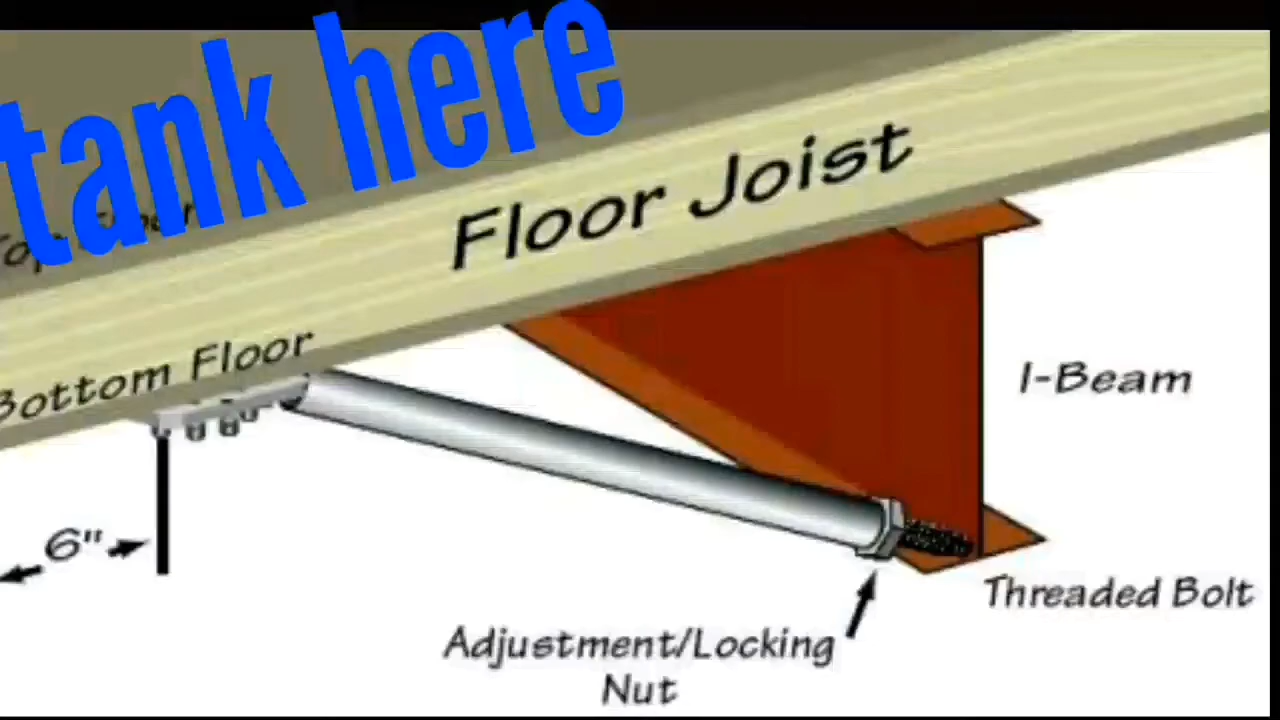 tank here
Floor Joist
Bottom Floor
I-Beam
6"
Threaded Bolt
Adjustment/Locking
Nut